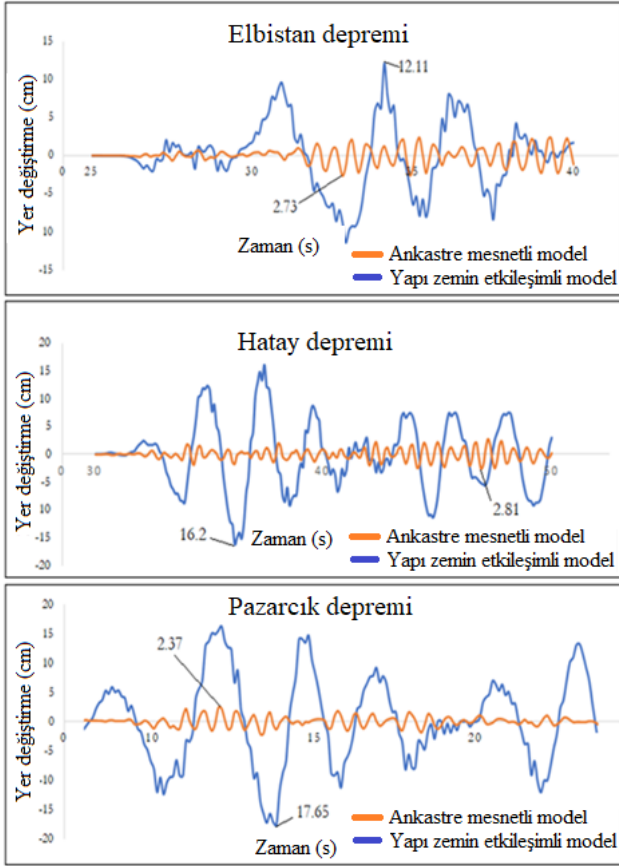 Elbistan depremi
Yer değiştirme (cm)
15
10
5
0
-5
-10
-15
0
25
30
35
40
12.11
2.73
Zaman (s)
Ankastre mesnetli model
Yapı zemin etkileşimli model
Hatay depremi
Yer değiştirme (cm)
20
15
10
5
0
-5
-10
-15
-20
0
30
40
50
16.2
2.81
Zaman (s)
Ankastre mesnetli model
Yapı zemin etkileşimli model
Pazarcık depremi
Yer değiştirme (cm)
20
15
10
5
0
-5
-10
-15
-20
0
10
15
20
2.37
17.65
Zaman (s)
Ankastre mesnetli model
Yapı zemin etkileşimli model